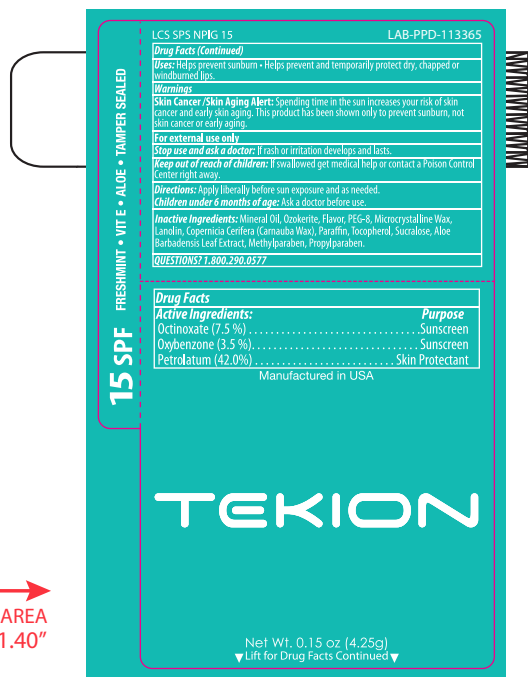 LCS SPS NPIG 15 LAB-PPD-113365
Drug Facts (Continued)
Uses: Helps prevent sunburn • Helps prevent and temporarily protect dry, chapped or
windburned lips.
Warnings
Skin Cancer /Skin Aging Alert: Spending time in the sun increases your risk of skin
cancer and early skin aging. This product has been shown only to prevent sunburn, not
skin cancer or early aging.
For external use only
Stop use and ask a doctor: If rash or irritation develops and lasts.
Keep out of reach of children: If swallowed get medical help or contact a Poison Control
Center right away.
Directions: Apply liberally before sun exposure and as needed.
Children under 6 months of age: Ask a doctor before use.
Inactive Ingredients: Mineral Oil, Ozokerite, Flavor, PEG-8, Microcrystalline Wax,
Lanolin, Copernicia Cerifera (Carnauba Wax), Paraffin, Tocopherol, Sucralose, Aloe
Barbadensis Leaf Extract, Methylparaben, Propylparaben.
QUESTIONS? 1.800.290.0577
15 SPF FRESHMINT • VIT E • ALOE • TAMPER SEALED
Drug Facts
Active Ingredients: Purpose
Octinoxate (7.5 %) . . . . . . . . . . . . . . . . . . . . . . . . . . . . . . Sunscreen
Oxybenzone (3.5 %). . . . . . . . . . . . . . . . . . . . . . . . . . . . . Sunscreen
Petrolatum (42.0%) . . . . . . . . . . . . . . . . . . . . . . . . Skin Protectant
Manufactured in USA
TEKION
AREA
1.40”
Net Wt. 0.15 oz (4.25g)
▼Lift for Drug Facts Continued▼